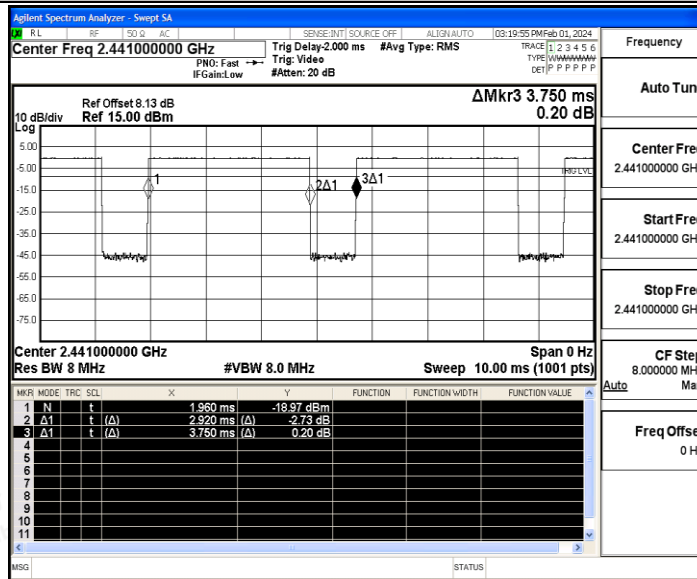 Agilent Spectrum Analyzer - Swept SA
RL RF 50 Ω AC SENSE:INT SOURCE OFF ALIGN AUTO 03:19:55 PM Feb 01, 2024
Center Freq 2.441000000 GHz
PNO: Fast
IFGain:Low
Trig Delay-2.000 ms
Trig: Video
#Atten: 20 dB
#Avg Type: RMS
TRACE 1 2 3 4 5 6
TYPE
DET P P P P P P
Ref Offset 8.13 dB
10 dB/div Ref 15.00 dBm
Log
ΔMkr3 3.750 ms
0.20 dB
5.00
-5.00
-15.0
-25.0
-35.0
-45.0
-55.0
-65.0
-75.0
TRIG LVL
1
2Δ1
3Δ1
Center 2.441000000 GHz Span 0 Hz
Res BW 8 MHz #VBW 8.0 MHz Sweep 10.00 ms (1001 pts)
MKR MODE TRC SCL X Y FUNCTION FUNCTION WIDTH FUNCTION VALUE
1 N t 1.960 ms -18.97 dBm
2 Δ1 t (Δ) 2.920 ms (Δ) -2.73 dB
3 Δ1 t (Δ) 3.750 ms (Δ) 0.20 dB
4
5
6
7
8
9
10
11
MSG STATUS
Frequency
Auto Tun
Center Fre
2.441000000 GH
Start Fre
2.441000000 GH
Stop Fre
2.441000000 GH
CF Step
8.000000 MH
Auto Ma
Freq Offse
0 H